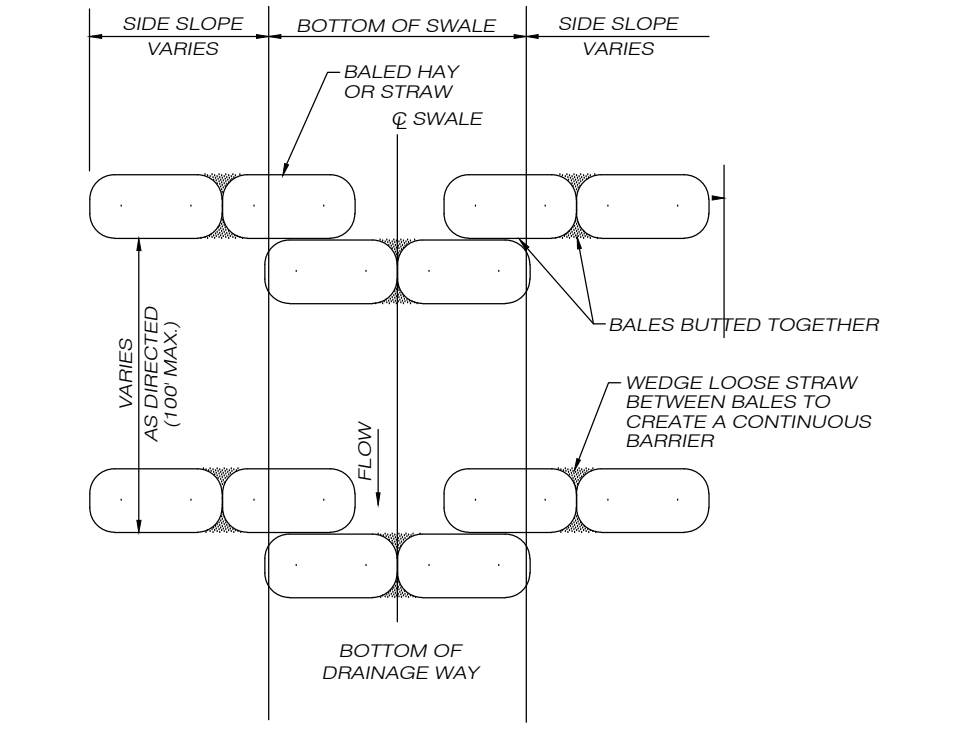 SIDE SLOPE
VARIES
BOTTOM OF SWALE
SIDE SLOPE
VARIES
BALED HAY
OR STRAW
℄ SWALE
BALES BUTTED TOGETHER
VARIES
AS DIRECTED
(100' MAX.)
WEDGE LOOSE STRAW
BETWEEN BALES TO
CREATE A CONTINUOUS
BARRIER
FLOW
BOTTOM OF
DRAINAGE WAY